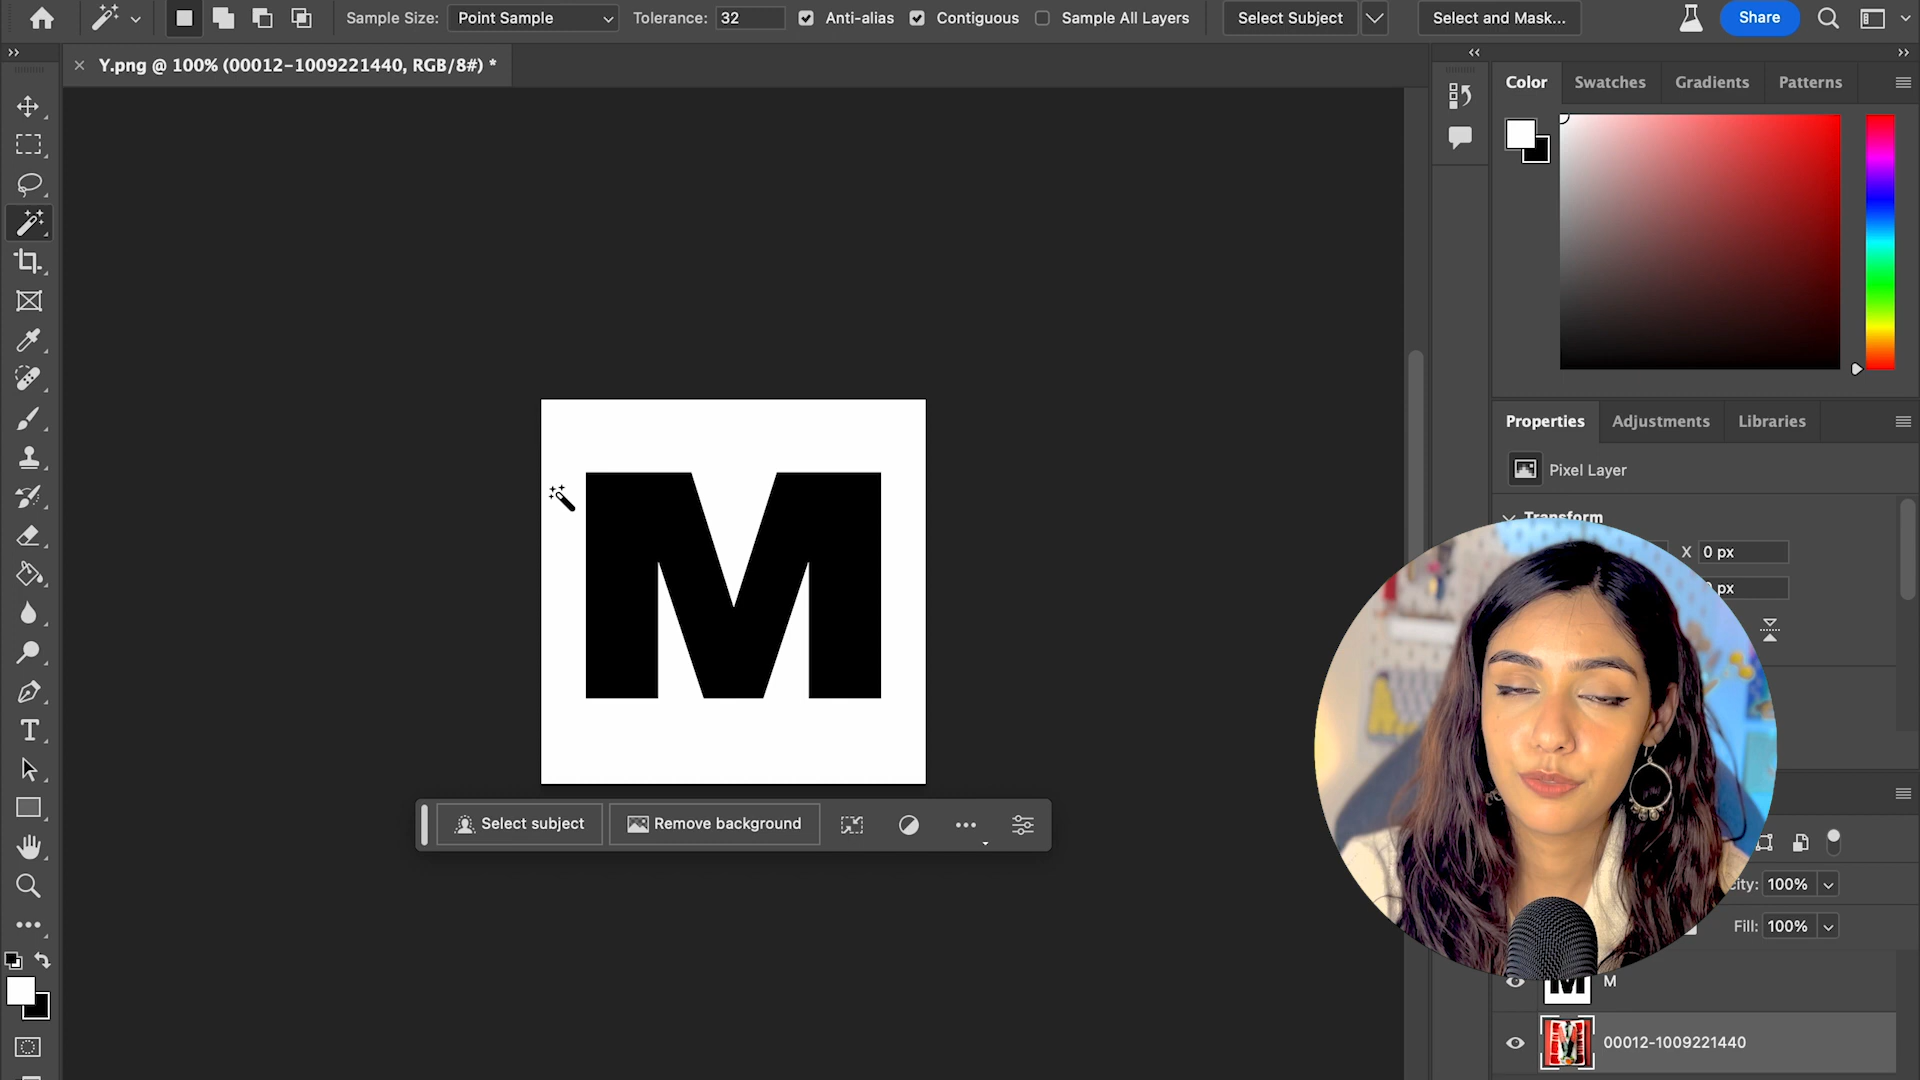 Sample Size: Point Sample Tolerance: 32 Anti-alias Contiguous Sample All Layers Select Subject Select and Mask... Share
Y.png @ 100% (00012-1009221440, RGB/8#) *
Color Swatches Gradients Patterns
Properties Adjustments Libraries
Pixel Layer
Transform
X 0 px
px
M
Select subject Remove background
city: 100%
Fill: 100%
M M
M 00012-1009221440
T